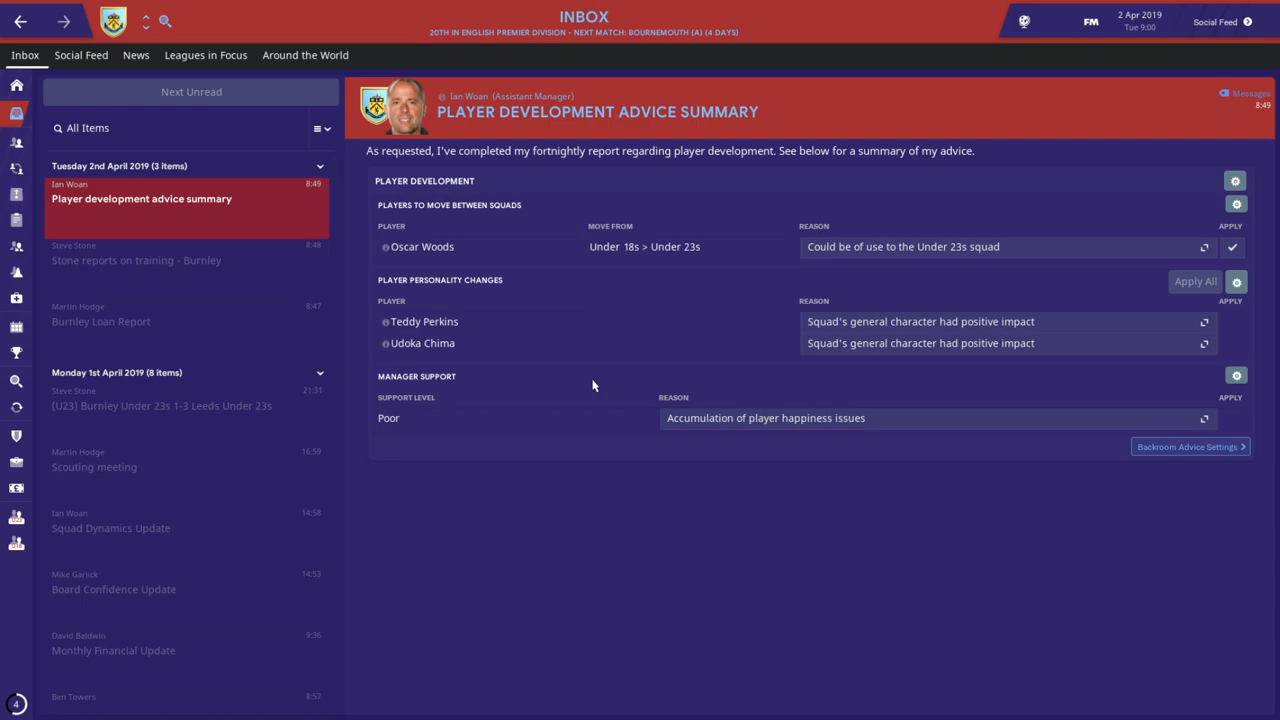 INBOX
20TH IN ENGLISH PREMIER DIVISION - NEXT MATCH: BOURNEMOUTH (A) (4 DAYS)
FM
2 Apr 2019
Tue 9:00
Social Feed
Inbox
Social Feed
News
Leagues in Focus
Around the World
Next Unread
All Items
Tuesday 2nd April 2019 (3 items)
Ian Woan 8:49
Player development advice summary
Steve Stone 8:48
Stone reports on training - Burnley
Martin Hodge 8:47
Burnley Loan Report
Monday 1st April 2019 (8 items)
Steve Stone 21:31
(U23) Burnley Under 23s 1-3 Leeds Under 23s
Martin Hodge 16:59
Scouting meeting
Ian Woan 14:58
Squad Dynamics Update
Mike Garlick 14:53
Board Confidence Update
David Baldwin 9:36
Monthly Financial Update
Ben Towers 8:57
U23
U18
4
Ian Woan (Assistant Manager)
PLAYER DEVELOPMENT ADVICE SUMMARY
Messages
8:49
As requested, I've completed my fortnightly report regarding player development. See below for a summary of my advice.
PLAYER DEVELOPMENT
PLAYERS TO MOVE BETWEEN SQUADS
PLAYER MOVE FROM REASON APPLY
Oscar Woods Under 18s > Under 23s Could be of use to the Under 23s squad
PLAYER PERSONALITY CHANGES
Apply All
PLAYER REASON APPLY
Teddy Perkins Squad's general character had positive impact
Udoka Chima Squad's general character had positive impact
MANAGER SUPPORT
SUPPORT LEVEL REASON APPLY
Poor Accumulation of player happiness issues
Backroom Advice Settings